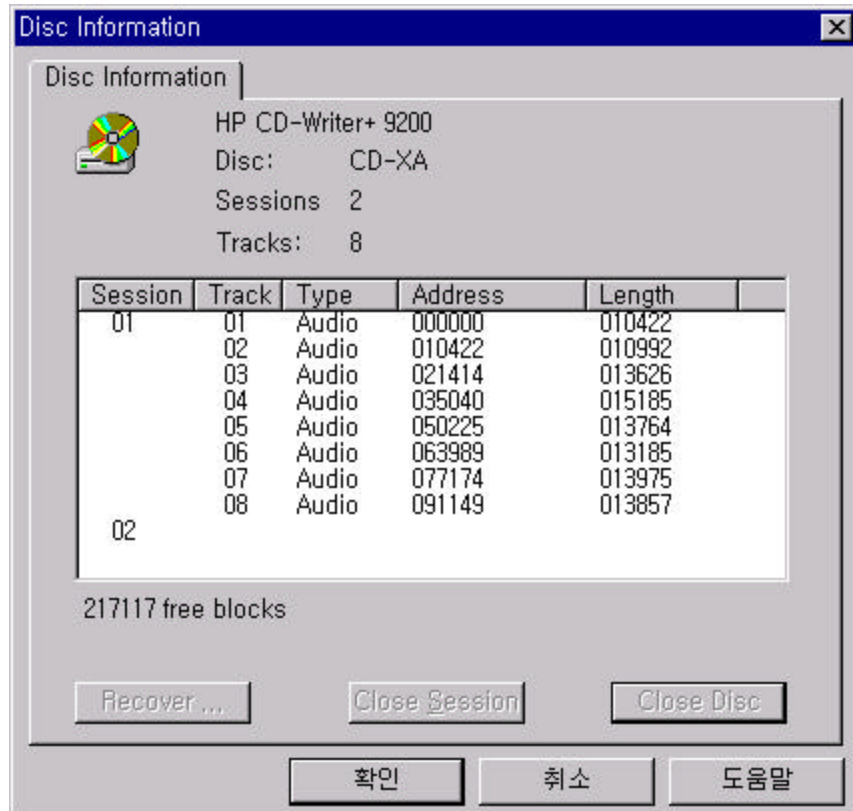 Disc Information
Disc Information
HP CD-Writer+ 9200
Disc: CD-XA
Sessions 2
Tracks: 8
Session Track Type Address Length
01 01 Audio 000000 010422
02 Audio 010422 010992
03 Audio 021414 013626
04 Audio 035040 015185
05 Audio 050225 013764
06 Audio 063989 013185
07 Audio 077174 013975
08 Audio 091149 013857
02
217117 free blocks
Recover ... Close Session Close Disc
확인 취소 도움말